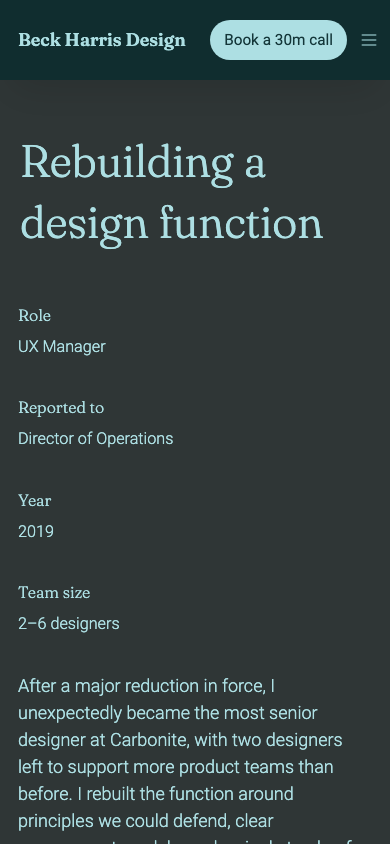 Beck Harris Design
Book a 30m call
Rebuilding a
design function
Role
UX Manager
Reported to
Director of Operations
Year
2019
Team size
2–6 designers
After a major reduction in force, I
unexpectedly became the most senior
designer at Carbonite, with two designers
left to support more product teams than
before. I rebuilt the function around
principles we could defend, clear